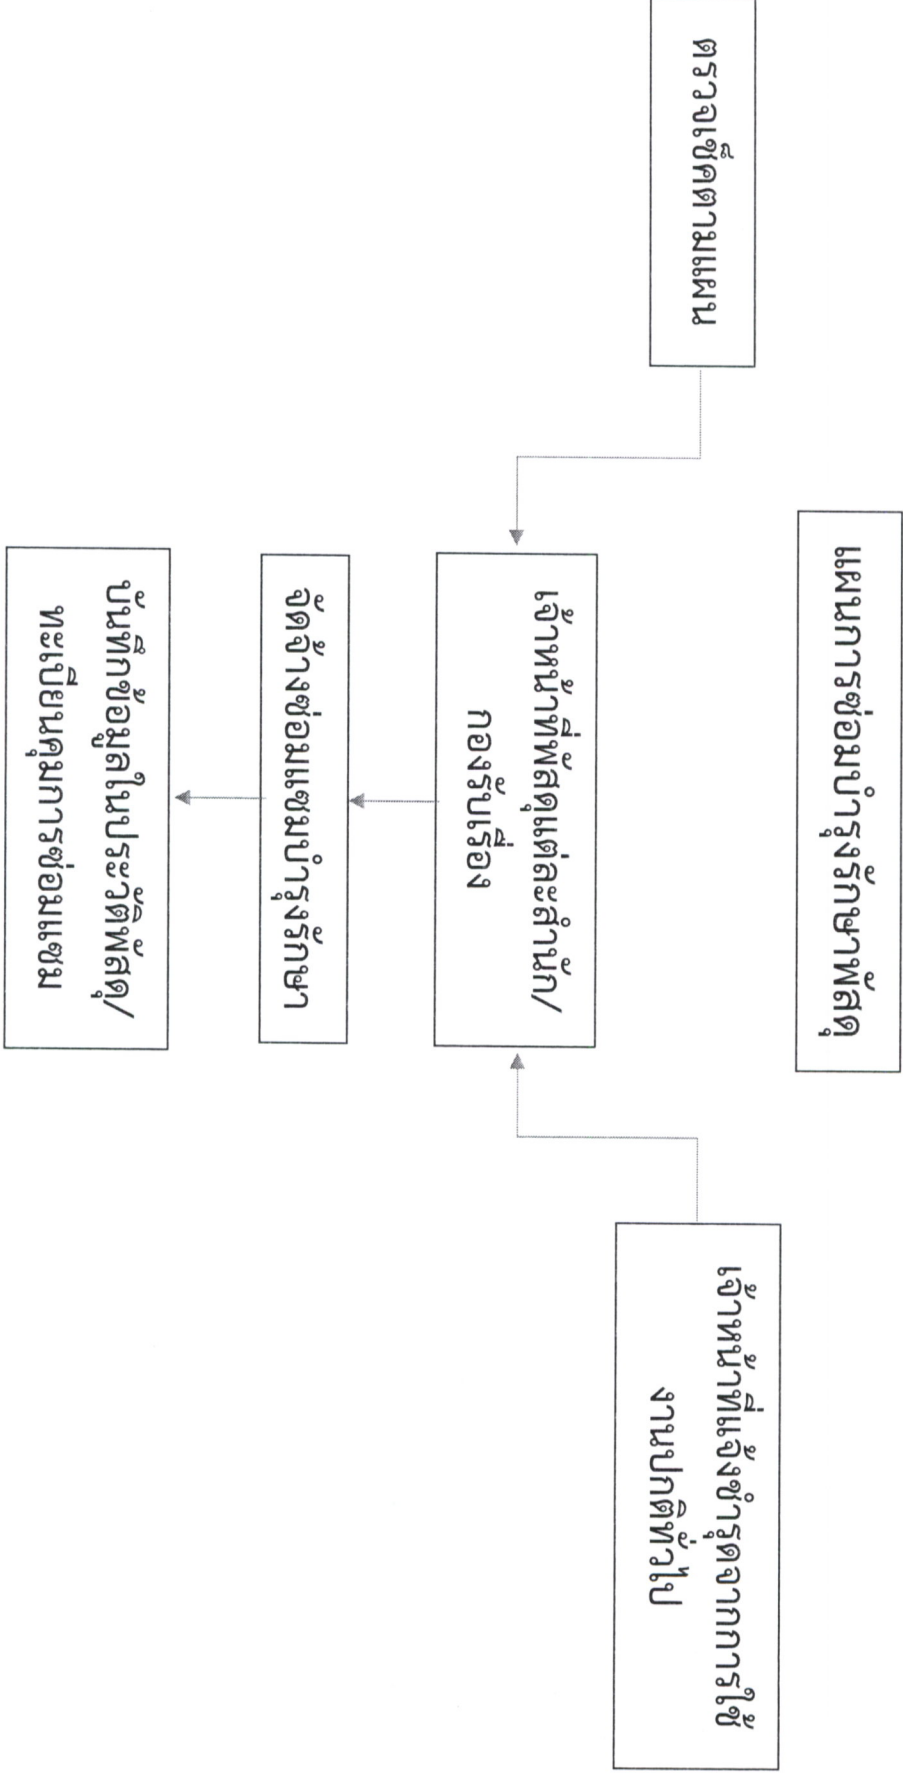 แผนการซ่อมบำรุงรักษาพัสดุ
ตรวจเช็คตามแผน
เจ้าหน้าที่แจ้งชำรุดจากการใช้
งานปกติทั่วไป
เจ้าหน้าที่พัสดุแต่ละสำนัก/
กองรับเรื่อง
จัดจ้างซ่อมแซมบำรุงรักษา
บันทึกข้อมูลในประวัติพัสดุ/
ทะเบียนคุมการซ่อมแซม